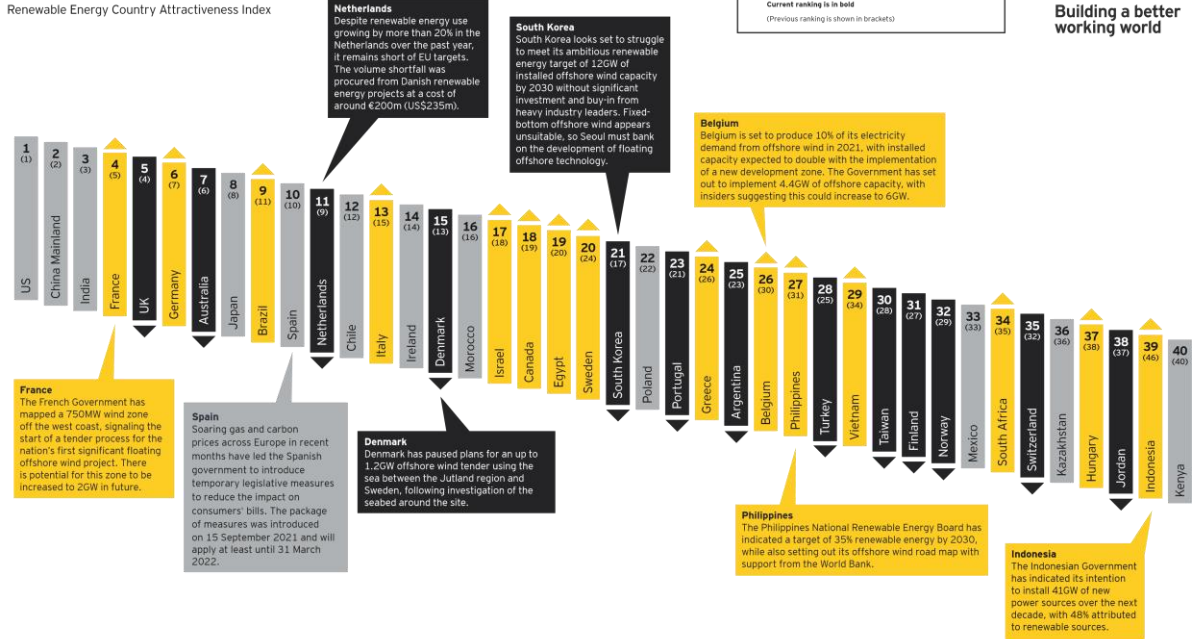 Renewable Energy Country Attractiveness Index
Current ranking is in bold
(Previous ranking is shown in brackets)
Building a better
working world
Netherlands
Despite renewable energy use
growing by more than 20% in the
Netherlands over the past year,
it remains short of EU targets.
The volume shortfall was
procured from Danish renewable
energy projects at a cost of
around €200m (US$235m).
South Korea
South Korea looks set to struggle
to meet its ambitious renewable
energy target of 12GW of
installed offshore wind capacity
by 2030 without significant
investment and buy-in from
heavy industry leaders. Fixed-
bottom offshore wind appears
unsuitable, so Seoul must bank
on the development of floating
offshore technology.
Belgium
Belgium is set to produce 10% of its electricity
demand from offshore wind in 2021, with installed
capacity expected to double with the implementation
of a new development zone. The Government has set
out to implement 4.4GW of offshore capacity, with
insiders suggesting this could increase to 6GW.
1
(1)
US
2
(2)
China Mainland
3
(3)
India
4
(5)
France
5
(4)
UK
6
(7)
Germany
7
(6)
Australia
8
(8)
Japan
9
(11)
Brazil
10
(10)
Spain
11
(9)
Netherlands
12
(12)
Chile
13
(15)
Italy
14
(14)
Ireland
15
(13)
Denmark
16
(16)
Morocco
17
(18)
Israel
18
(19)
Canada
19
(20)
Egypt
20
(24)
Sweden
21
(17)
South Korea
22
(22)
Poland
23
(21)
Portugal
24
(26)
Greece
25
(23)
Argentina
26
(30)
Belgium
27
(31)
Philippines
28
(25)
Turkey
29
(34)
Vietnam
30
(28)
Taiwan
31
(27)
Finland
32
(29)
Norway
33
(33)
Mexico
34
(35)
South Africa
35
(32)
Switzerland
36
(36)
Kazakhstan
37
(38)
Hungary
38
(37)
Jordan
39
(46)
Indonesia
40
(40)
Kenya
France
The French Government has
mapped a 750MW wind zone
off the west coast, signaling the
start of a tender process for the
nation's first significant floating
offshore wind project. There
is potential for this zone to be
increased to 2GW in future.
Spain
Soaring gas and carbon
prices across Europe in recent
months have led the Spanish
government to introduce
temporary legislative measures
to reduce the impact on
consumers' bills. The package
of measures was introduced
on 15 September 2021 and will
apply at least until 31 March
2022.
Denmark
Denmark has paused plans for an up to
1.2GW offshore wind tender using the
sea between the Jutland region and
Sweden, following investigation of the
seabed around the site.
Philippines
The Philippines National Renewable Energy Board has
indicated a target of 35% renewable energy by 2030,
while also setting out its offshore wind road map with
support from the World Bank.
Indonesia
The Indonesian Government
has indicated its intention
to install 41GW of new
power sources over the next
decade, with 48% attributed
to renewable sources.